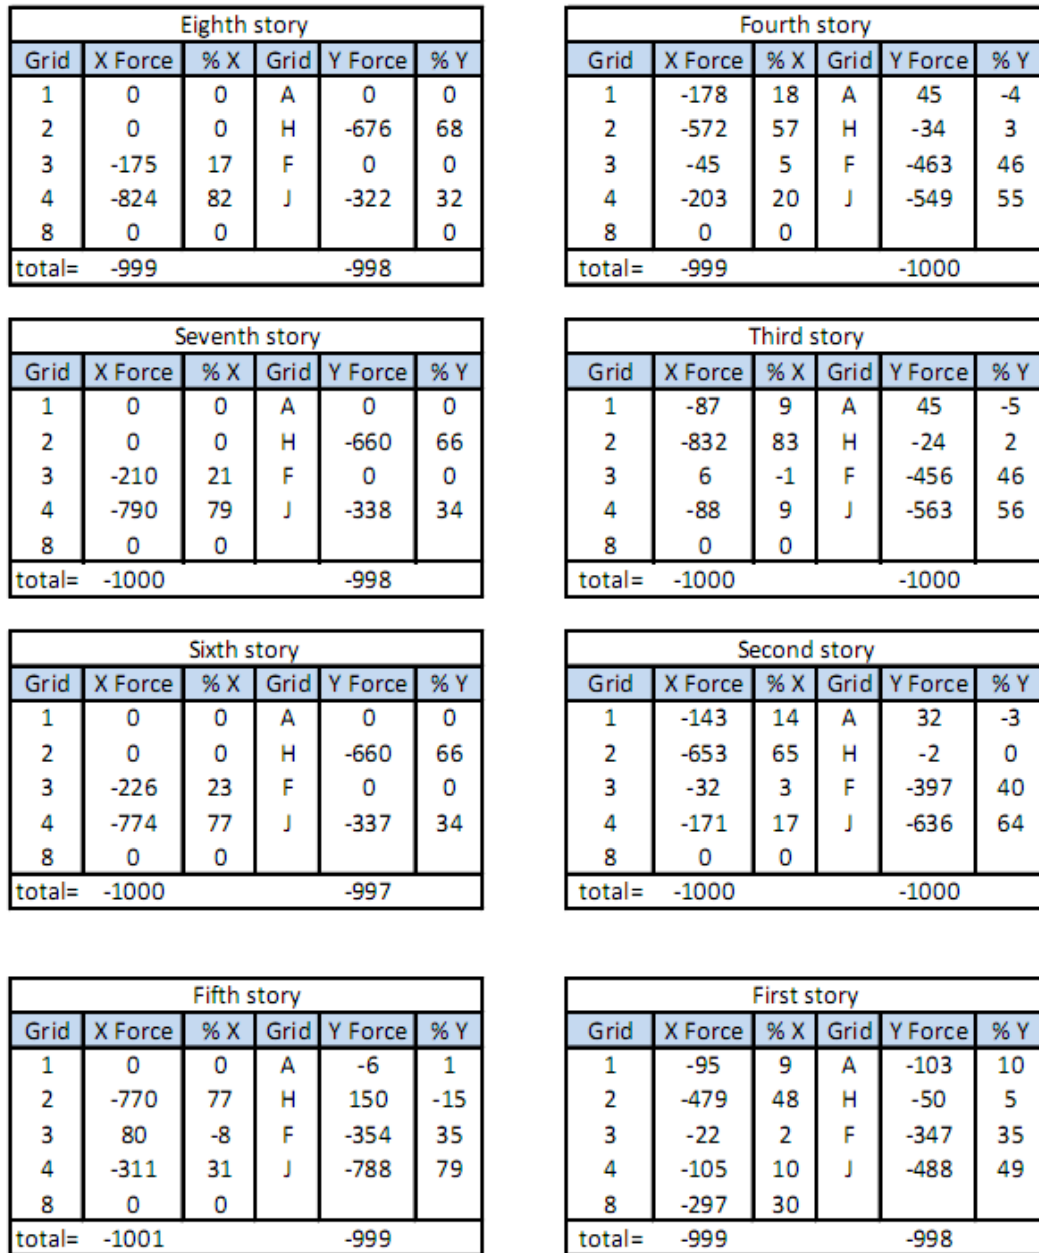 Eighth story
Grid X Force % X Grid Y Force % Y
1 0 0 A 0 0
2 0 0 H -676 68
3 -175 17 F 0 0
4 -824 82 J -322 32
8 0 0 0
total= -999 -998
Fourth story
Grid X Force % X Grid Y Force % Y
1 -178 18 A 45 -4
2 -572 57 H -34 3
3 -45 5 F -463 46
4 -203 20 J -549 55
8 0 0
total= -999 -1000
Seventh story
Grid X Force % X Grid Y Force % Y
1 0 0 A 0 0
2 0 0 H -660 66
3 -210 21 F 0 0
4 -790 79 J -338 34
8 0 0
total= -1000 -998
Third story
Grid X Force % X Grid Y Force % Y
1 -87 9 A 45 -5
2 -832 83 H -24 2
3 6 -1 F -456 46
4 -88 9 J -563 56
8 0 0
total= -1000 -1000
Sixth story
Grid X Force % X Grid Y Force % Y
1 0 0 A 0 0
2 0 0 H -660 66
3 -226 23 F 0 0
4 -774 77 J -337 34
8 0 0
total= -1000 -997
Second story
Grid X Force % X Grid Y Force % Y
1 -143 14 A 32 -3
2 -653 65 H -2 0
3 -32 3 F -397 40
4 -171 17 J -636 64
8 0 0
total= -1000 -1000
Fifth story
Grid X Force % X Grid Y Force % Y
1 0 0 A -6 1
2 -770 77 H 150 -15
3 80 -8 F -354 35
4 -311 31 J -788 79
8 0 0
total= -1001 -999
First story
Grid X Force % X Grid Y Force % Y
1 -95 9 A -103 10
2 -479 48 H -50 5
3 -22 2 F -347 35
4 -105 10 J -488 49
8 -297 30
total= -999 -998